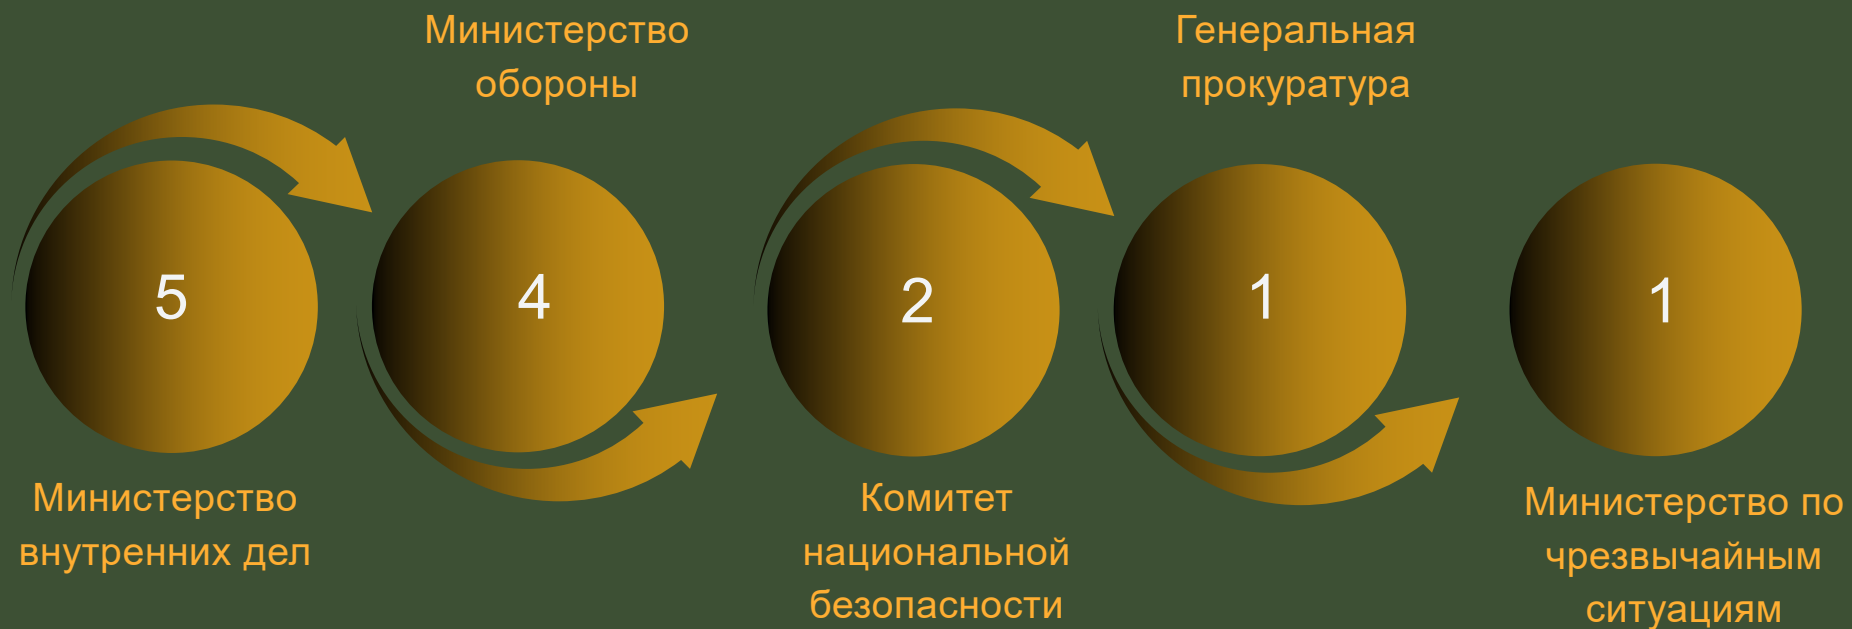 Министерство
обороны
Генеральная
прокуратура
5
4
2
1
1
Министерство
внутренних дел
Комитет
национальной
безопасности
Министерство по
чрезвычайным
ситуациям